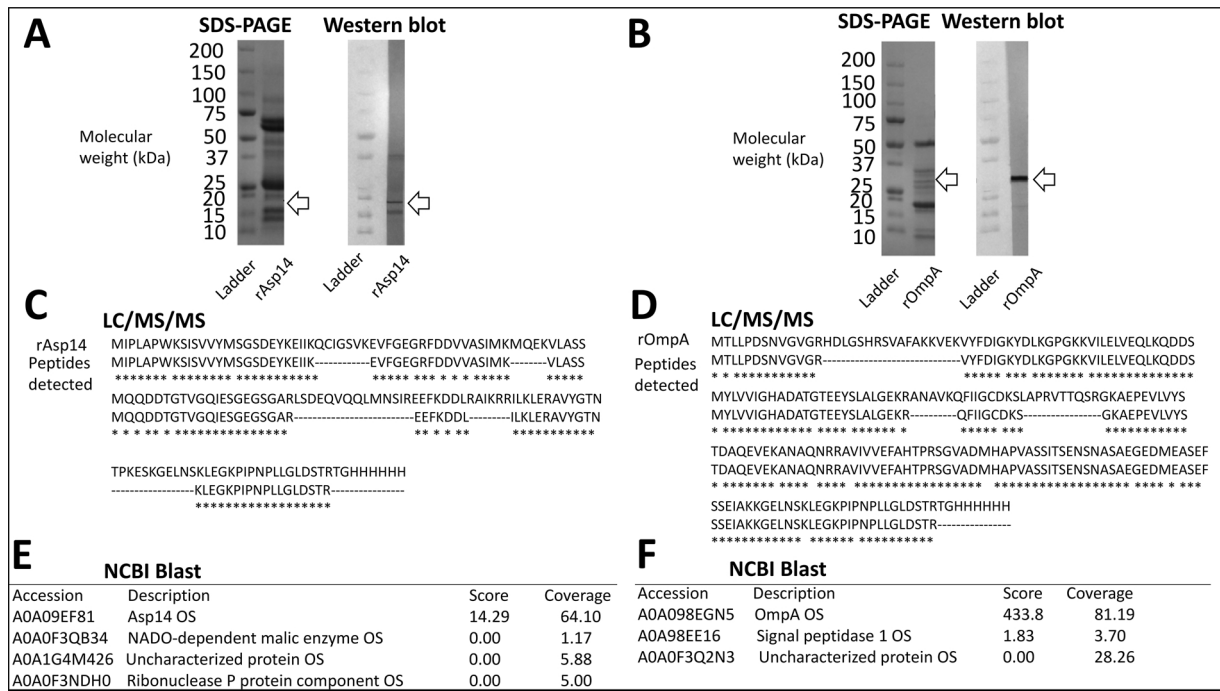 A
SDS-PAGE Western blot
200
150
100
75
50
37
25
20
15
10
Molecular
weight (kDa)
Ladder
rAsp14
Ladder
rAsp14
B
SDS-PAGE Western blot
200
150
100
75
50
37
25
20
15
10
Molecular
weight (kDa)
Ladder
rOmpA
Ladder
rOmpA
C
LC/MS/MS
rAsp14 MIPLAPWKSISVVYMSGSDEYKEIIKQCIGSVKEVFGEGRFDDVVASIMKMQEKVLASS
Peptides MIPLAPWKSISVVYMSGSDEYKEIIK------------EVFGEGRFDDVVASIMK--------VLASS
detected ******* ****************** ****** * * * ******* *****
MQQDDTGTVGQIESGEGSGARLSDEQVQQLMNSIREEFKDDLRAIKRRILKLERAVYGTN
MQQDDTGTVGQIESGEGSGAR--------------------------EEFKDDL---------ILKLERAVYGTN
* * * * ***************** ** * * ** ************
TPKESKGELNSKLEGKPIPNPLLGLDSTRTGHHHHHH
------------------KLEGKPIPNPLLGLDSTR----------------
******************
D
LC/MS/MS
rOmpA MTLLPDSNVGVGRHDLGSHRSVAFAKKVEKVYFDIGKYDLKGPGKKVILELVEQLKQDDS
Peptides MTLLPDSNVGVGR-----------------------------VYFDIGKYDLKGPGKKVILELVEQLKQDDS
detected * * *********** **** * **** ************** ** * * **
MYLVVIGHADATGTEEYSLALGEKRANAVKQFIIGCDKSLAPRVTTQSRGKAEPEVLVYS
MYLVVIGHADATGTEEYSLALGEKR-----------QFIIGCDKS-----------------GKAEPEVLVYS
* **** **** * ***** ****** * **** *** ***********
TDAQEVEKANAQNRRAVIVVEFAHTPRSGVADMHAPVASSITSENSNASAEGEDMEASEF
TDAQEVEKANAQNRRAVIVVEFAHTPRSGVADMHAPVASSITSENSNASAEGEDMEASEF
* ******** **** ** ************** ****************** **** * ***
SSEIAKKGELNSKLEGKPIPNPLLGLDSTRTGHHHHHH
SSEIAKKGELNSKLEGKPIPNPLLGLDSTR----------------
************ ****** **********
E
NCBI Blast
Accession Description Score Coverage
A0A09EF81 Asp14 OS 14.29 64.10
A0A0F3QB34 NADO-dependent malic enzyme OS 0.00 1.17
A0A1G4M426 Uncharacterized protein OS 0.00 5.88
A0A0F3NDH0 Ribonuclease P protein component OS 0.00 5.00
F
NCBI Blast
Accession Description Score Coverage
A0A098EGN5 OmpA OS 433.8 81.19
A0A98EE16 Signal peptidase 1 OS 1.83 3.70
A0A0F3Q2N3 Uncharacterized protein OS 0.00 28.26